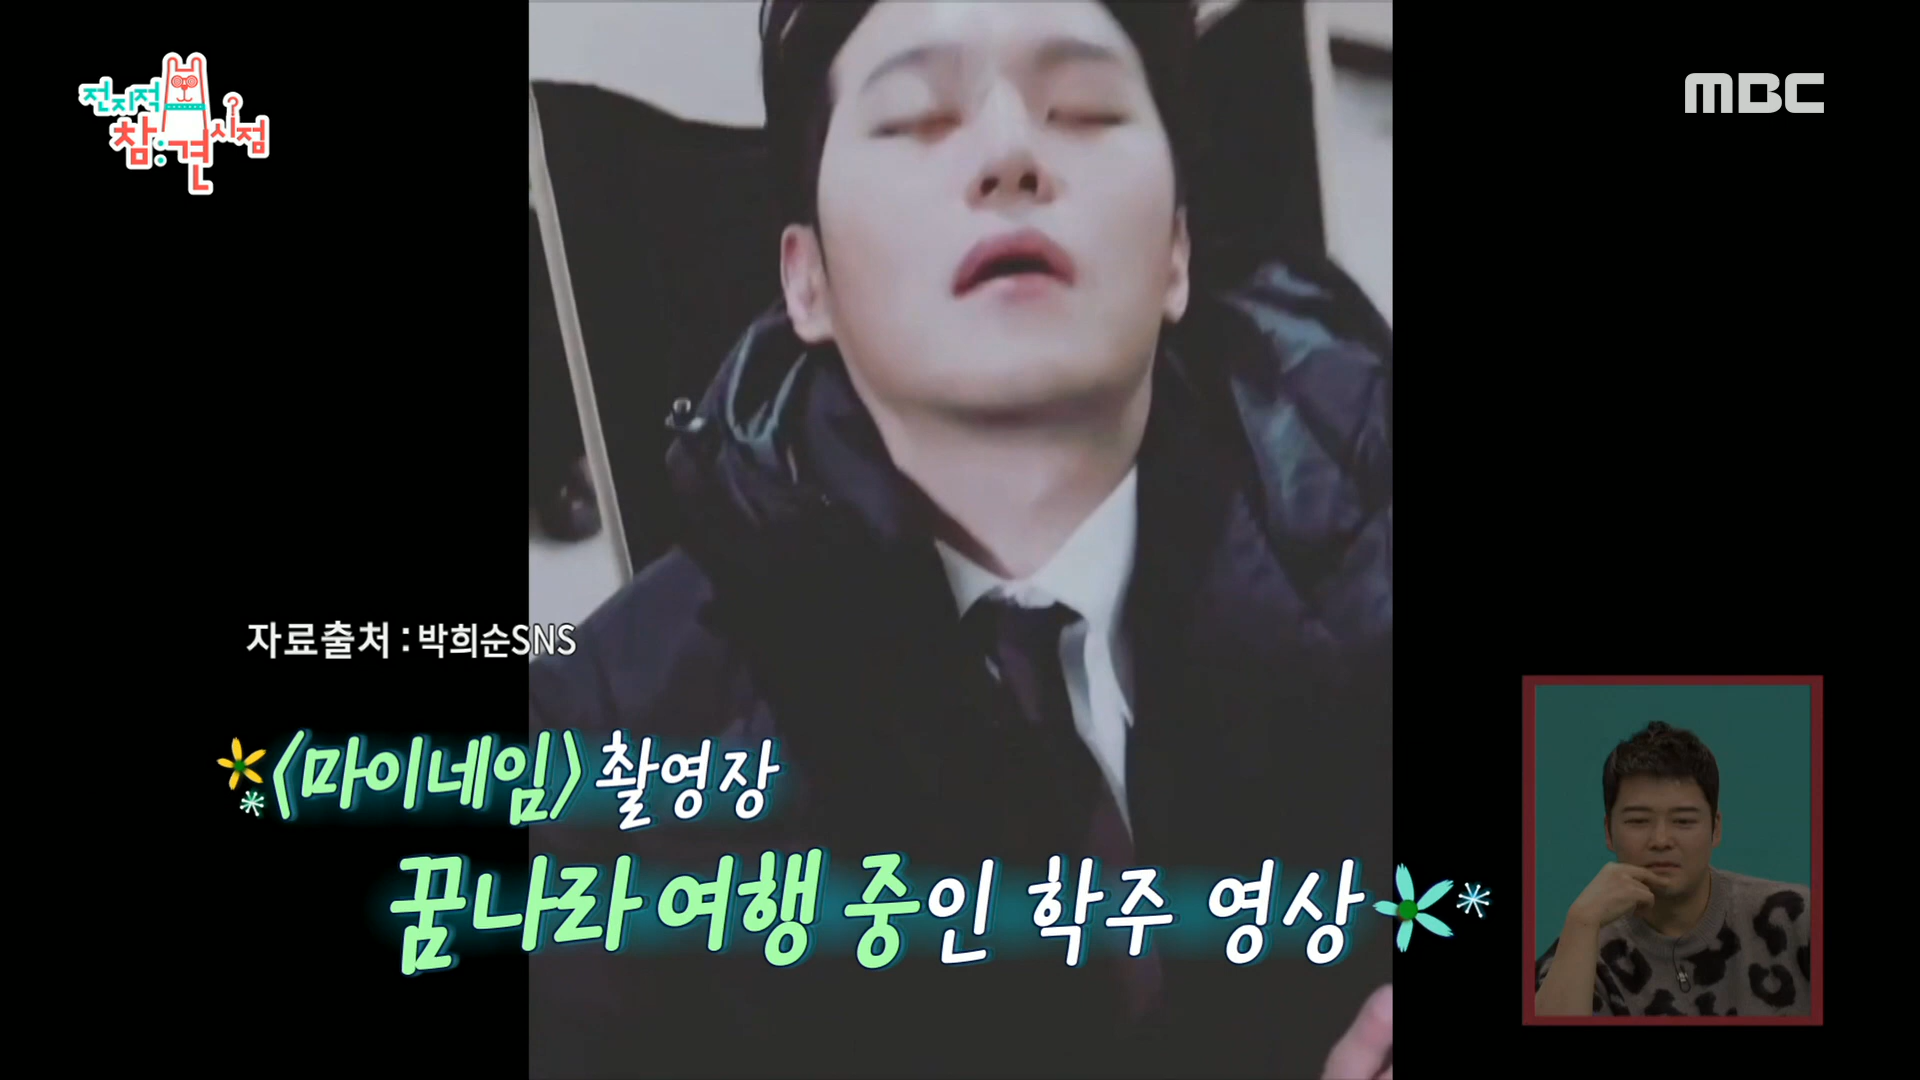 전지적
참:견
시점
MBC
자료출처 : 박희순SNS
〈마이네임〉 촬영장
꿈나라 여행 중인 학주 영상